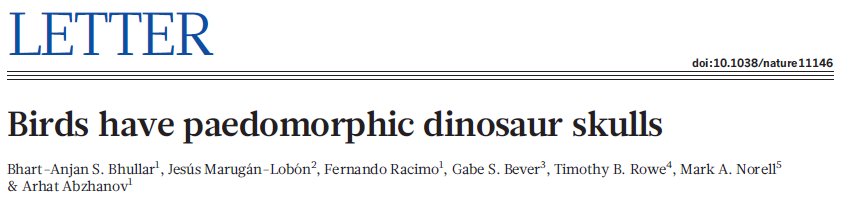 LETTER
doi:10.1038/nature11146
Birds have paedomorphic dinosaur skulls
Bhart-Anjan S. Bhullar¹, Jesús Marugán-Lobón², Fernando Racimo¹, Gabe S. Bever³, Timothy B. Rowe⁴, Mark A. Norell⁵
& Arhat Abzhanov¹